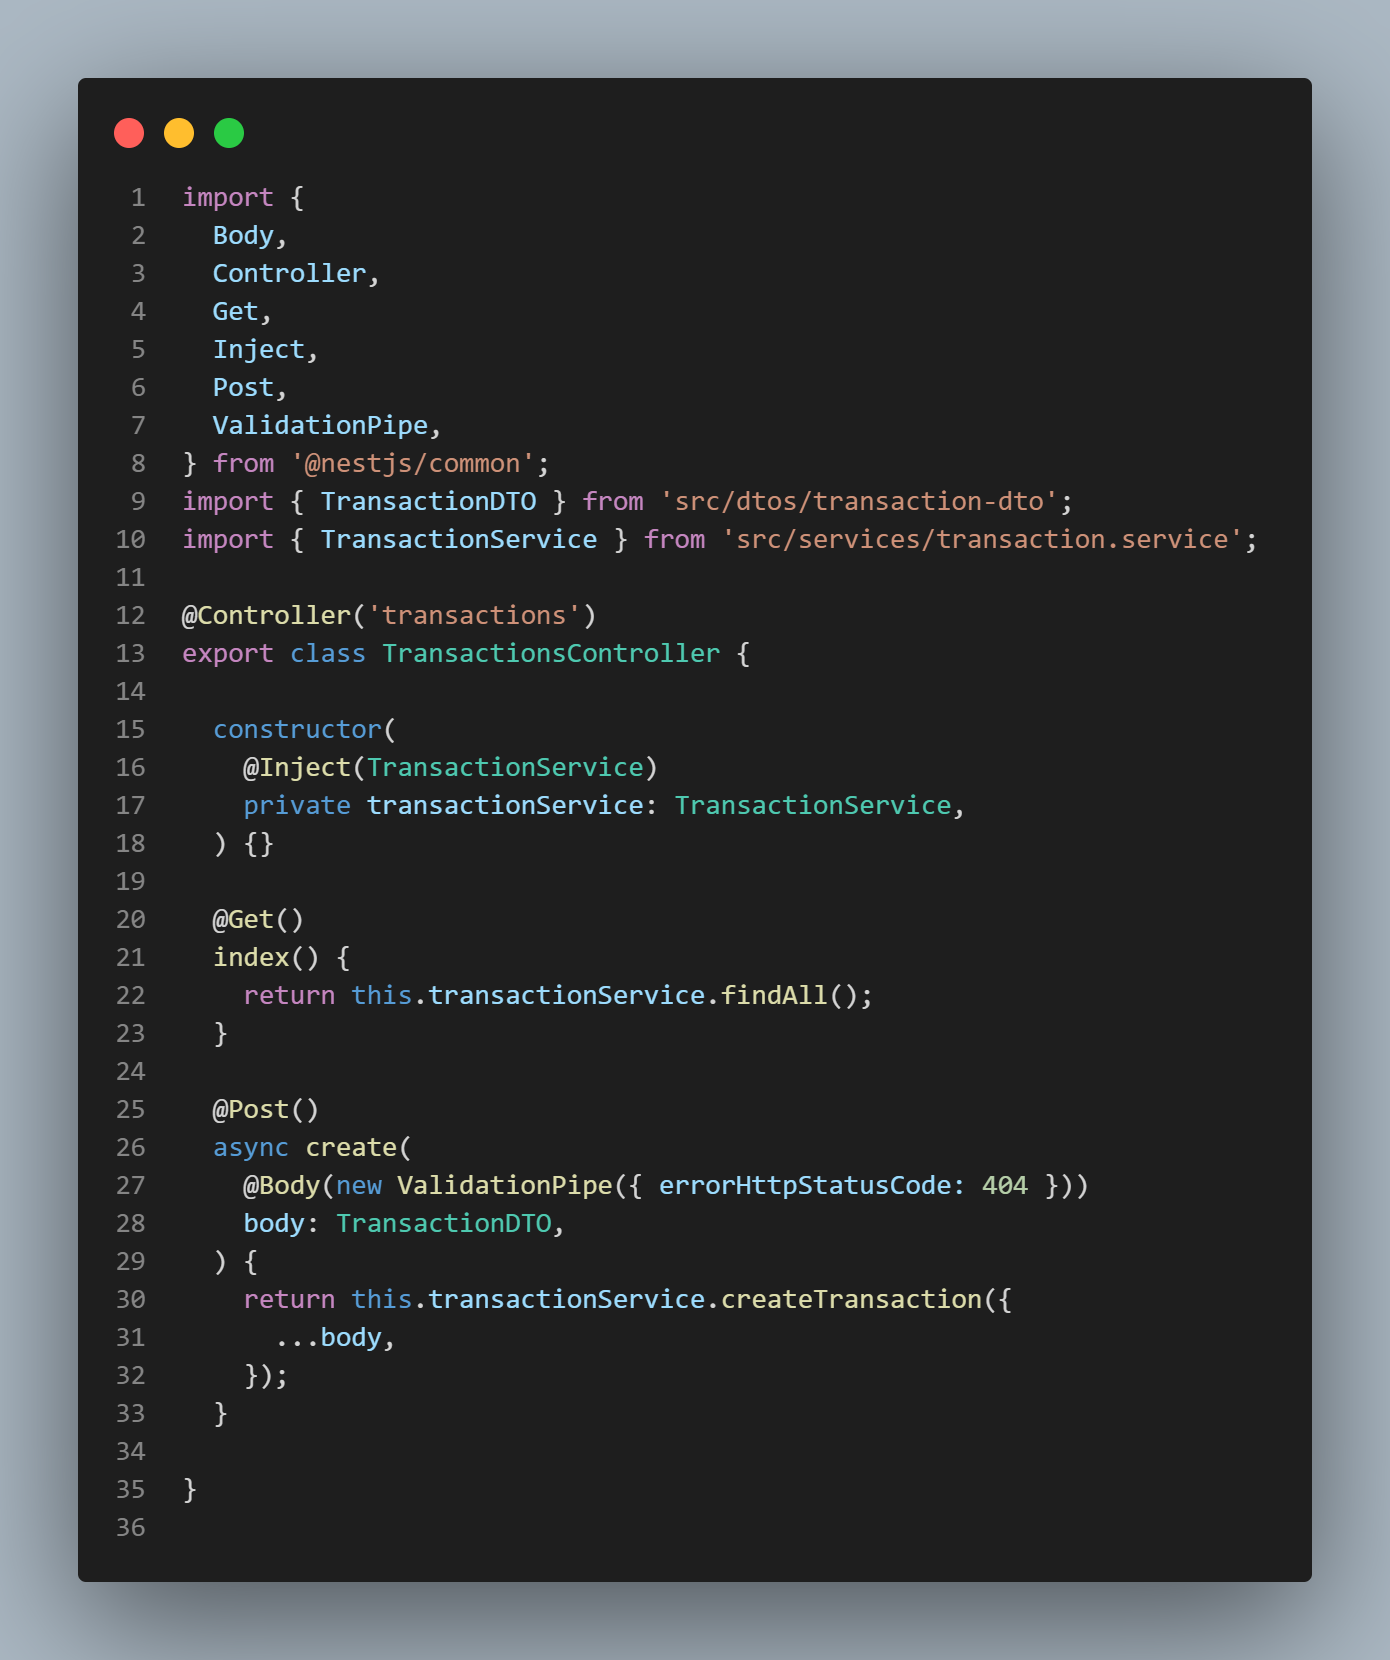 1 import {
2   Body,
3   Controller,
4   Get,
5   Inject,
6   Post,
7   ValidationPipe,
8 } from '@nestjs/common';
9 import { TransactionDTO } from 'src/dtos/transaction-dto';
10 import { TransactionService } from 'src/services/transaction.service';
11
12 @Controller('transactions')
13 export class TransactionsController {
14
15   constructor(
16     @Inject(TransactionService)
17     private transactionService: TransactionService,
18   ) {}
19
20   @Get()
21   index() {
22     return this.transactionService.findAll();
23   }
24
25   @Post()
26   async create(
27     @Body(new ValidationPipe({ errorHttpStatusCode: 404 }))
28     body: TransactionDTO,
29   ) {
30     return this.transactionService.createTransaction({
31       ...body,
32     });
33   }
34
35 }
36